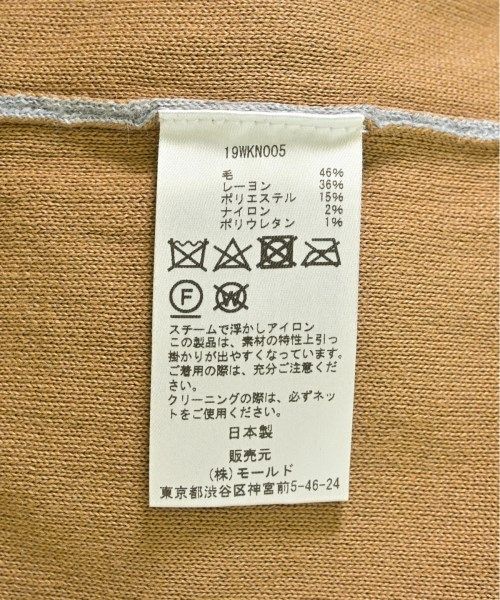 19WKN005
毛 46%
レーヨン 36%
ポリエステル 15%
ナイロン 2%
ポリウレタン 1%
F W
スチームで浮かしアイロン
この製品は、素材の特性上引っ
掛かりが出やすくなっています。
ご着用の際は、充分ご注意くだ
さい。
クリーニングの際は、必ずネッ
トをご使用ください。
日本製
販売元
(株)モールド
東京都渋谷区神宮前5-46-24